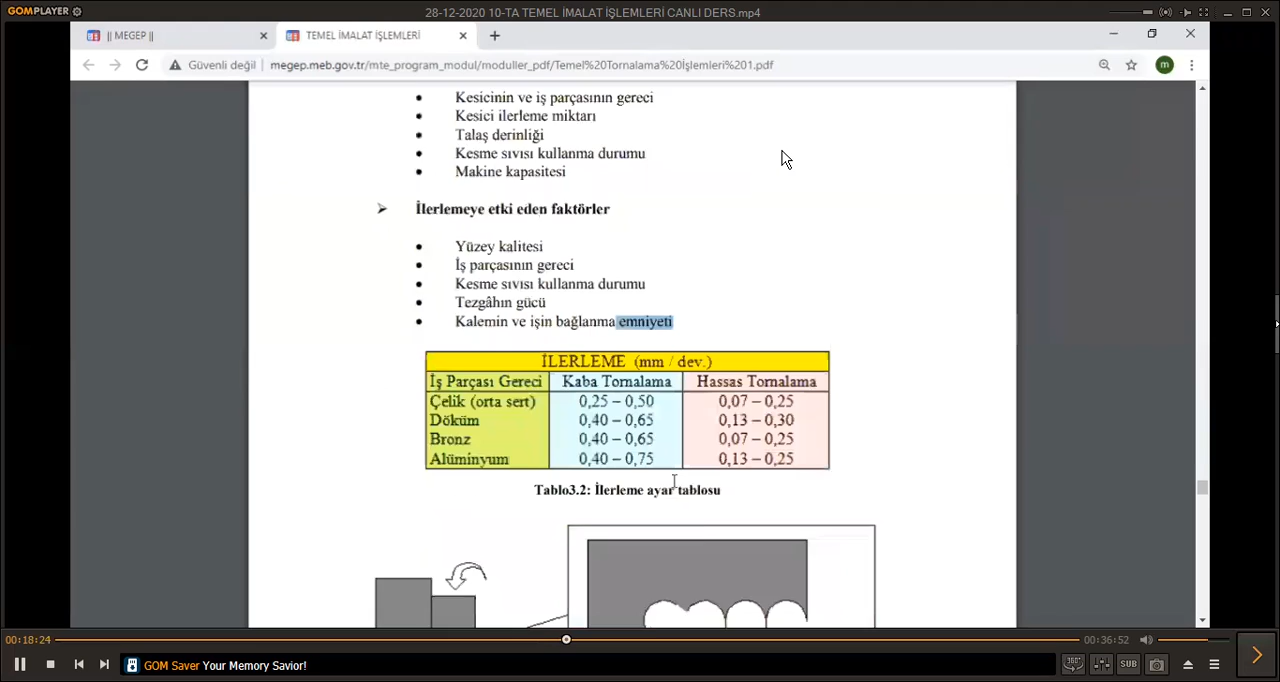 GOMPLAYER
28-12-2020 10-TA TEMEL İMALAT İŞLEMLERİ CANLI DERS.mp4
|| MEGEP ||
TEMEL İMALAT İŞLEMLERİ
Güvenli değil | megep.meb.gov.tr/mte_program_modul/moduller_pdf/Temel%20Tornalama%20İşlemleri%201.pdf
m
• Kesicinin ve iş parçasının gereci
• Kesici ilerleme miktarı
• Talaş derinliği
• Kesme sıvısı kullanma durumu
• Makine kapasitesi
➢ İlerlemeye etki eden faktörler
• Yüzey kalitesi
• İş parçasının gereci
• Kesme sıvısı kullanma durumu
• Tezgâhın gücü
• Kalemin ve işin bağlanma emniyeti
İLERLEME (mm / dev.)
İş Parçası Gereci Kaba Tornalama Hassas Tornalama
Çelik (orta sert) 0,25 – 0,50 0,07 – 0,25
Döküm 0,40 – 0,65 0,13 – 0,30
Bronz 0,40 – 0,65 0,07 – 0,25
Alüminyum 0,40 – 0,75 0,13 – 0,25
Tablo3.2: İlerleme ayar tablosu
00:18:24
00:36:52
GOM Saver Your Memory Savior!
360°
SUB